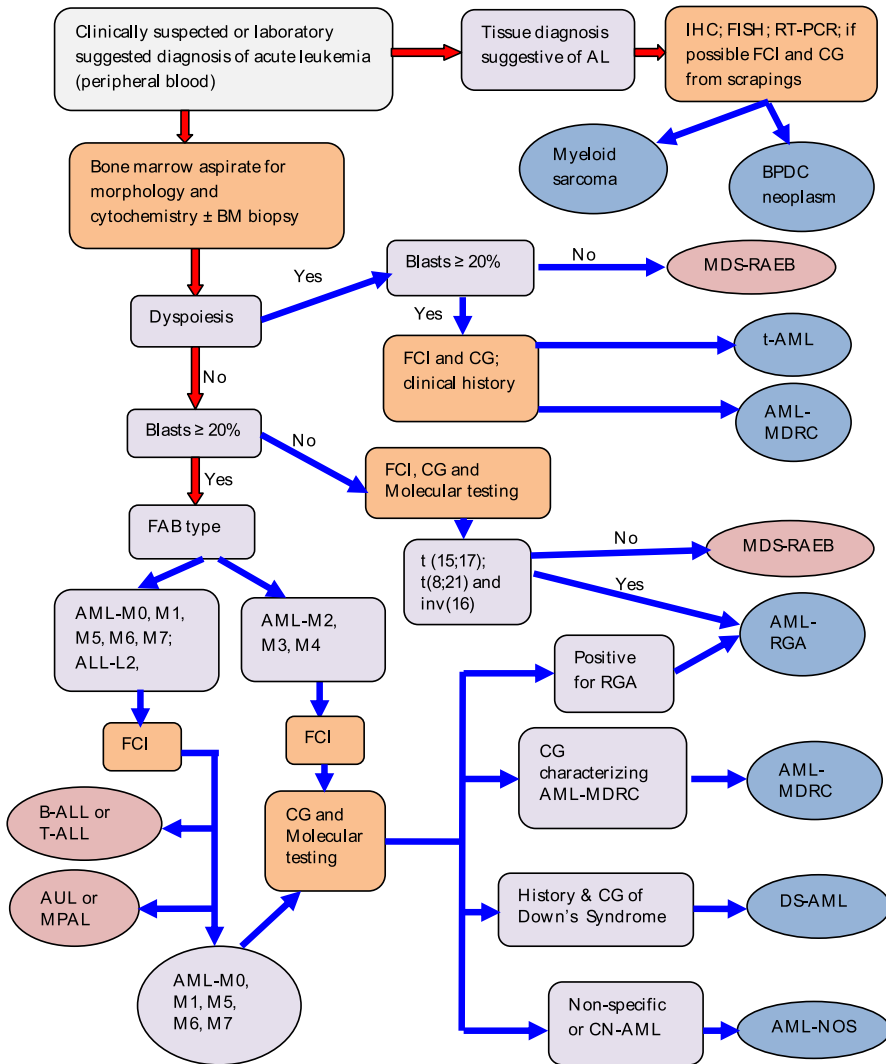 Clinically suspected or laboratory
suggested diagnosis of acute leukemia
(peripheral blood)
Tissue diagnosis
suggestive of AL
IHC; FISH; RT-PCR; if
possible FCI and CG
from scrapings
Myeloid
sarcoma
BPDC
neoplasm
Bone marrow aspirate for
morphology and
cytochemistry ± BM biopsy
Yes
Blasts ≥ 20%
No
MDS-RAEB
Dyspoiesis
Yes
t-AML
FCI and CG;
clinical history
No
AML-
MDRC
Blasts ≥ 20%
No
FCI, CG and
Molecular testing
Yes
FAB type
No
MDS-RAEB
t (15;17);
t(8;21) and
inv(16)
Yes
AML-M0, M1,
M5, M6, M7;
ALL-L2,
AML-M2,
M3, M4
AML-
RGA
Positive
for RGA
FCI
FCI
CG
characterizing
AML-MDRC
AML-
MDRC
B-ALL or
T-ALL
CG and
Molecular
testing
AUL or
MPAL
History & CG of
Down's Syndrome
DS-AML
AML-M0,
M1, M5,
M6, M7
Non-specific
or CN-AML
AML-NOS